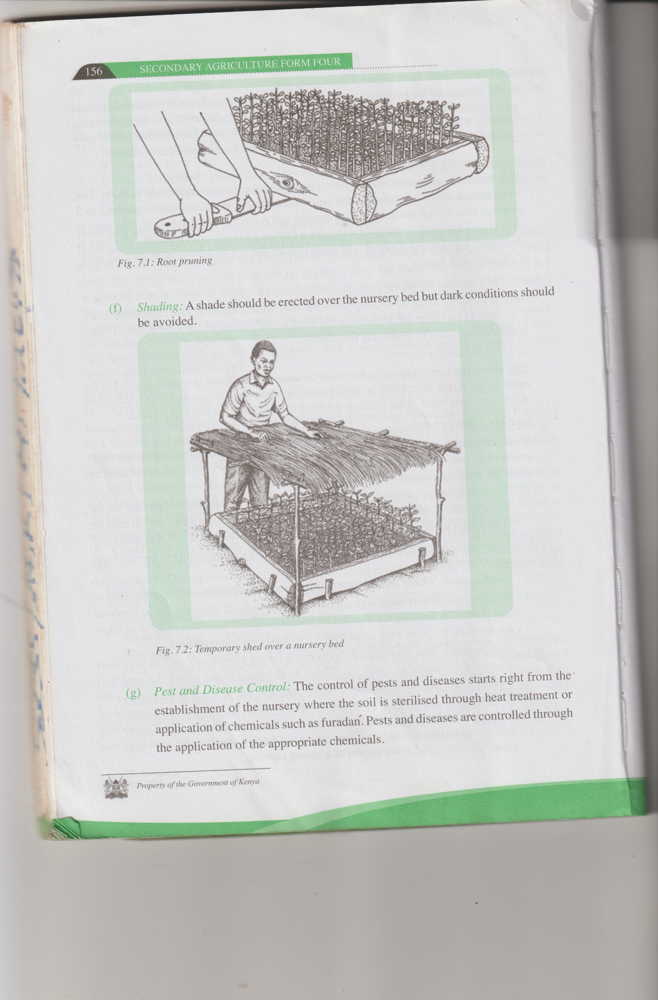 156
SECONDARY AGRICULTURE FORM FOUR
Fig. 7.1: Root pruning
(f) Shading: A shade should be erected over the nursery bed but dark conditions should
be avoided.
Fig. 7.2: Temporary shed over a nursery bed
(g) Pest and Disease Control: The control of pests and diseases starts right from the
establishment of the nursery where the soil is sterilised through heat treatment or
application of chemicals such as furadan. Pests and diseases are controlled through
the application of the appropriate chemicals.
Property of the Government of Kenya